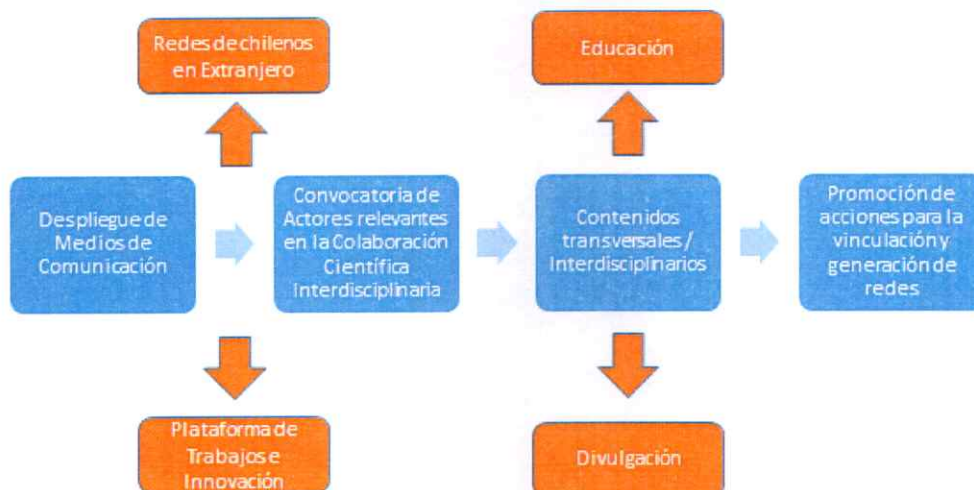 Redes de chilenos
en Extranjero
Educación
Despliegue de
Medios de
Comunicación
Convocatoria de
Actores relevantes
en la Colaboración
Científica
Interdisciplinaria
Contenidos
transversales/
Interdisciplinarios
Promoción de
acciones para la
vinculación y
generación de
redes
Plataforma de
Trabajos e
Innovación
Divulgación